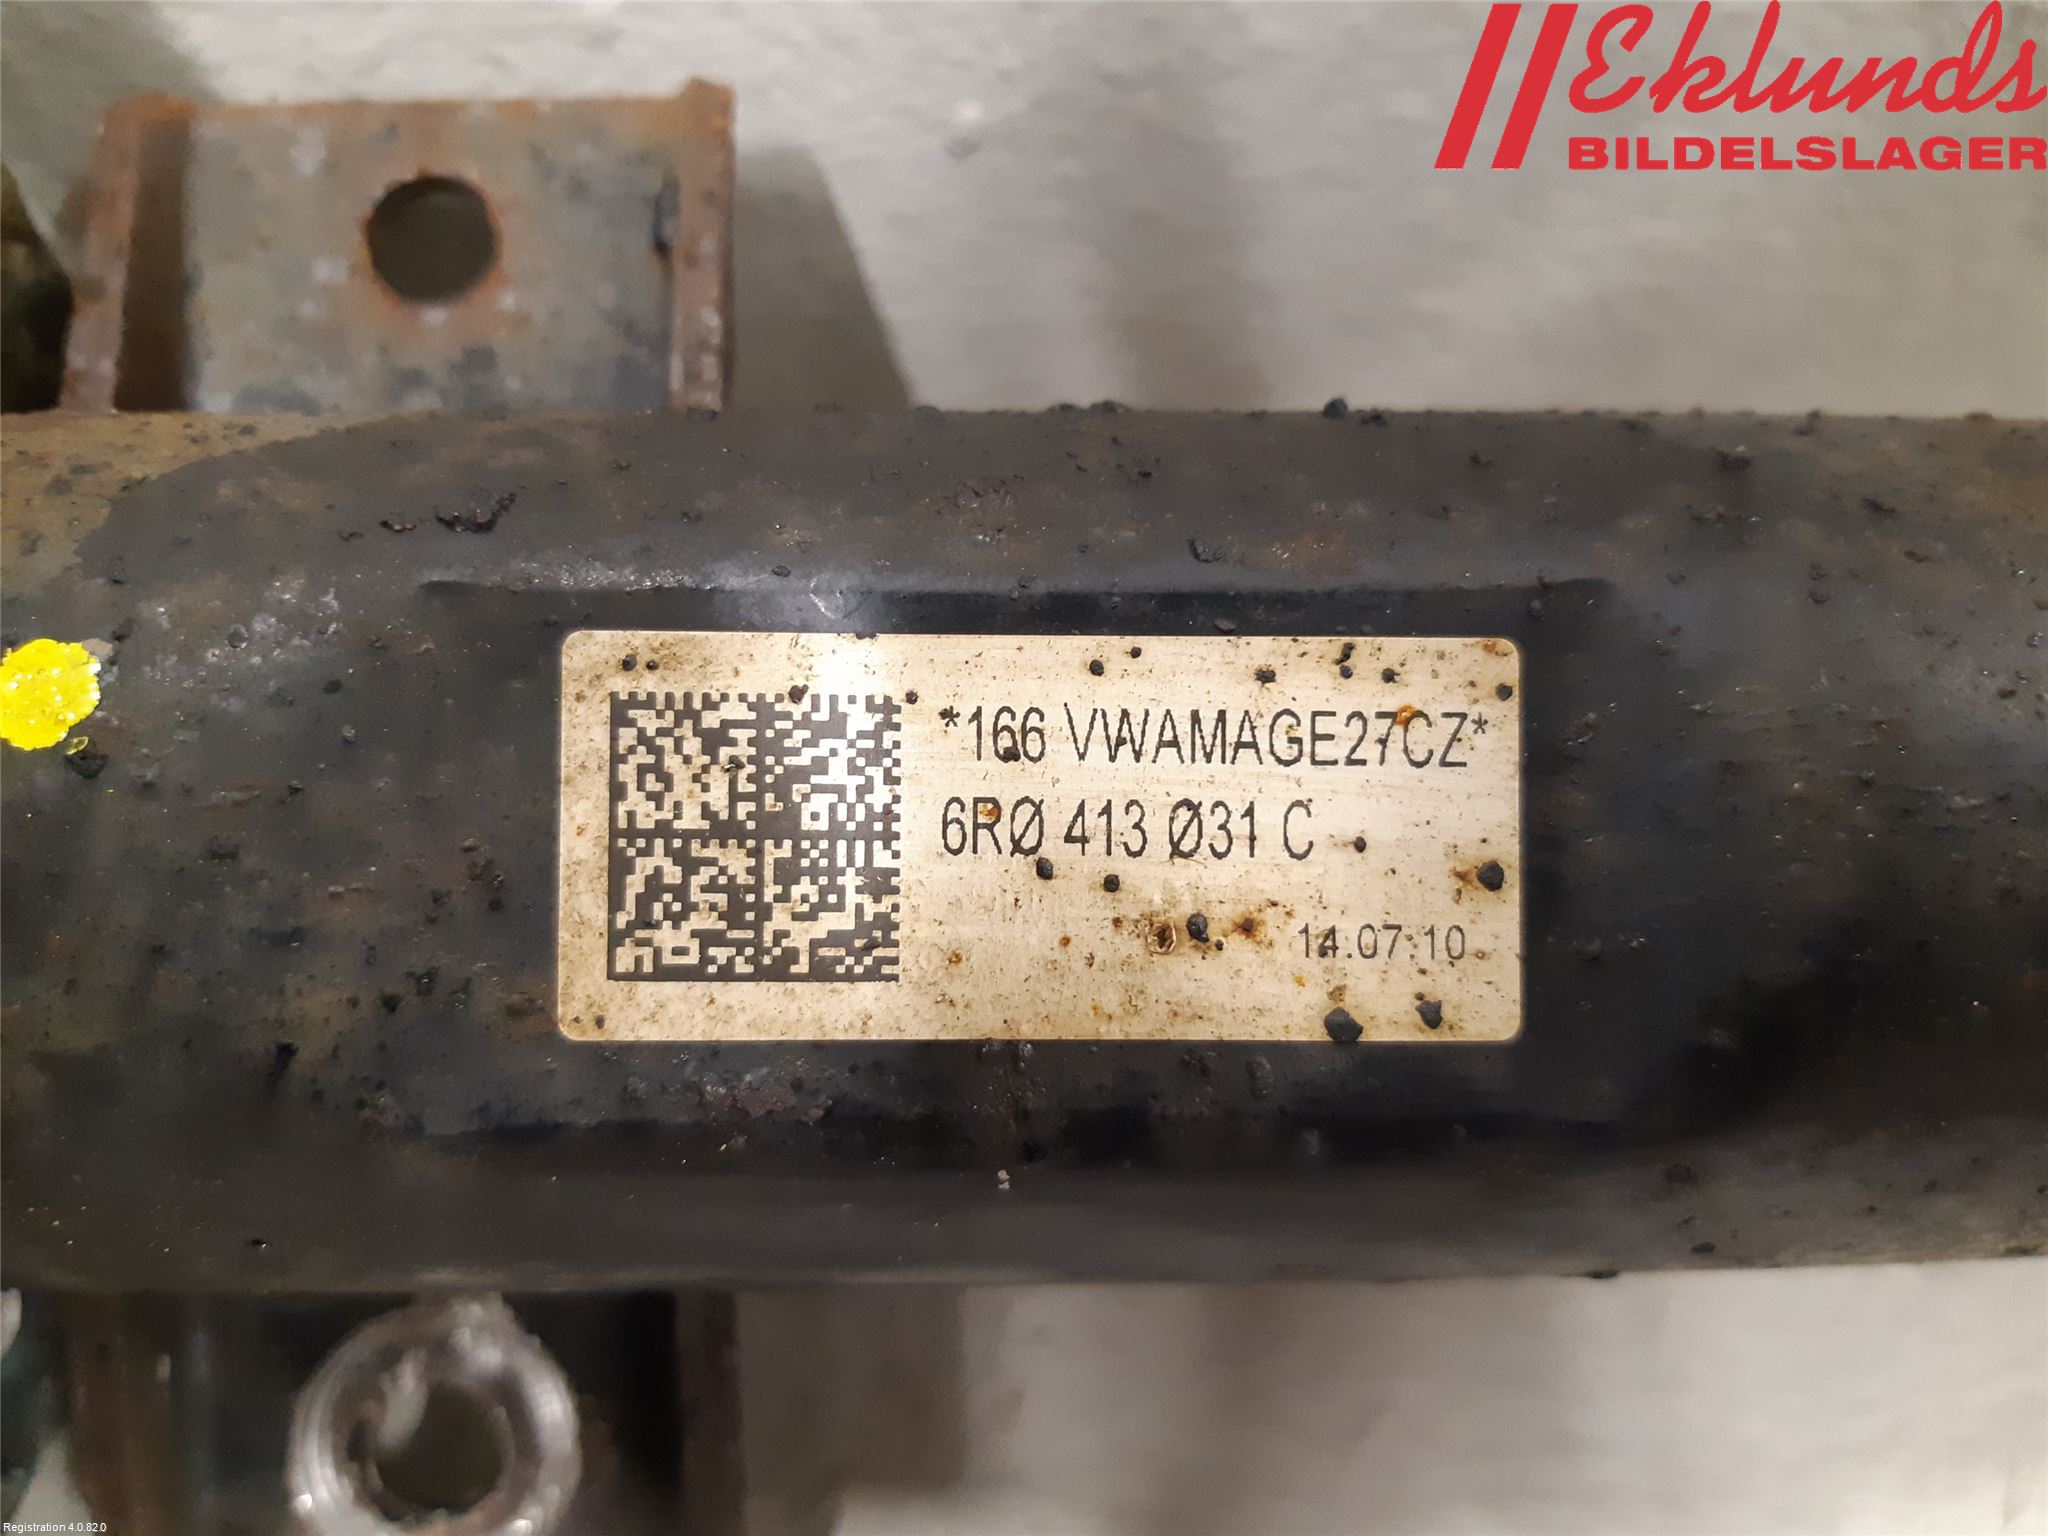 Eklunds
BILDELSLAGER
*166 VWAMAGE27CZ*
6RØ 413 Ø31 C
14.07.10
Registration 4.0.82.0